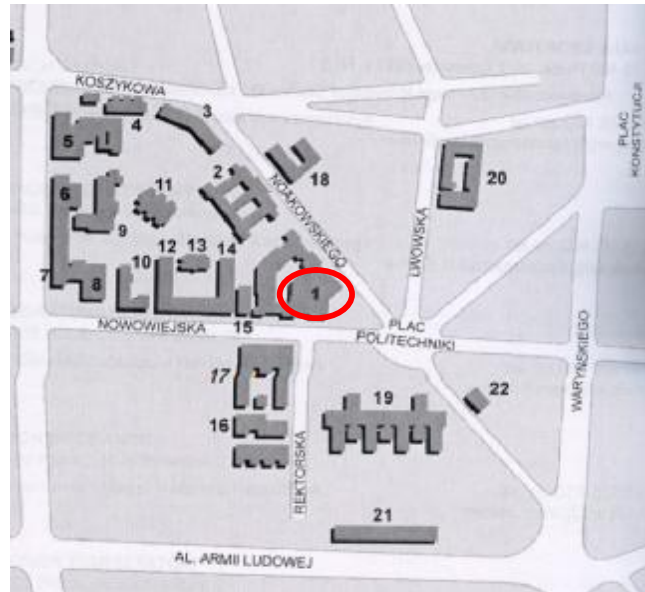 KOSZYKOWA
3
4
5
2
18
PLAC
KONSTYTUCJI
20
6
11
NOAKOWSKIEGO
9
LWOWSKA
12
13
14
10
7
8
1
NOWOWIEJSKA
15
PLAC
POLITECHNIKI
WARYŃSKIEGO
17
22
19
16
REKTORSKA
21
AL. ARMII LUDOWEJ